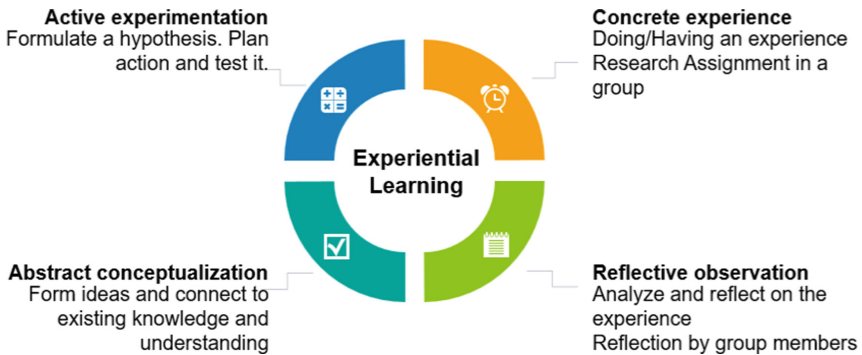 Active experimentation
Formulate a hypothesis. Plan
action and test it.
Concrete experience
Doing/Having an experience
Research Assignment in a
group
Experiential
Learning
Abstract conceptualization
Form ideas and connect to
existing knowledge and
understanding
Reflective observation
Analyze and reflect on the
experience
Reflection by group members